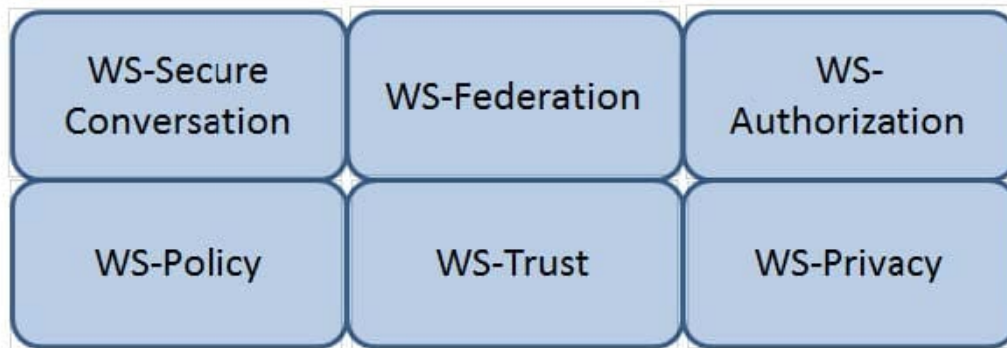 WS-Secure
Conversation
WS-Federation
WS-
Authorization
WS-Policy
WS-Trust
WS-Privacy